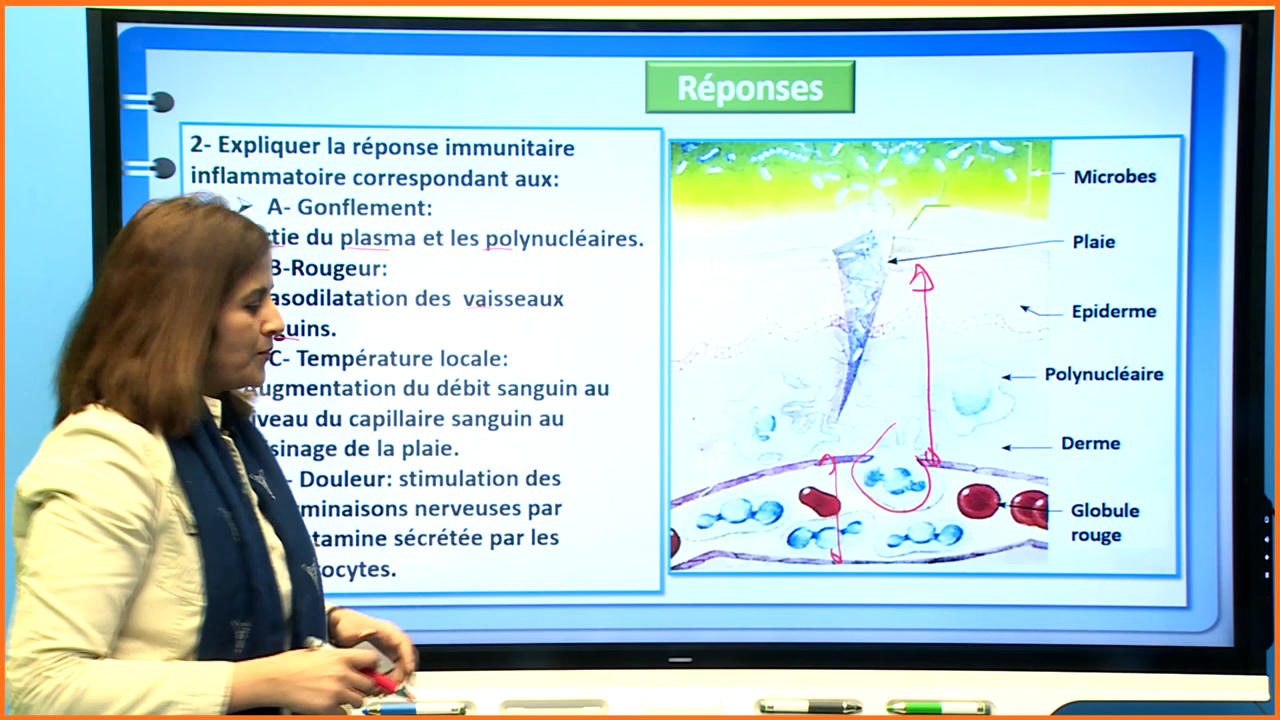 Réponses
2- Expliquer la réponse immunitaire
inflammatoire correspondant aux:
A- Gonflement:
du plasma et les polynucléaires.
B-Rougeur:
des vaisseaux
C- Température locale:
Augmentation du débit sanguin au
du capillaire sanguin au
de la plaie.
Douleur: stimulation des
nerveuses par
sécrétée par les
Microbes
Plaie
Epiderme
Polynucléaire
Derme
Globule
rouge